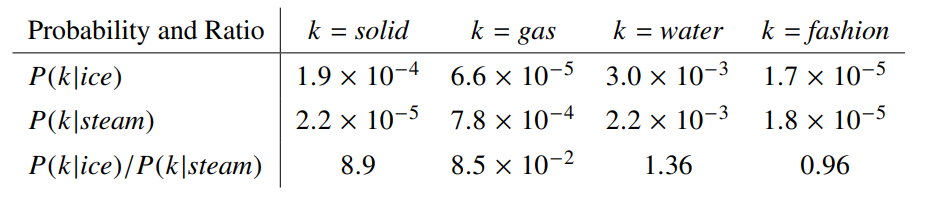 Probability and Ratio k = solid k = gas k = water k = fashion
P(k|ice) 1.9 × 10⁻⁴ 6.6 × 10⁻⁵ 3.0 × 10⁻³ 1.7 × 10⁻⁵
P(k|steam) 2.2 × 10⁻⁵ 7.8 × 10⁻⁴ 2.2 × 10⁻³ 1.8 × 10⁻⁵
P(k|ice)/P(k|steam) 8.9 8.5 × 10⁻² 1.36 0.96